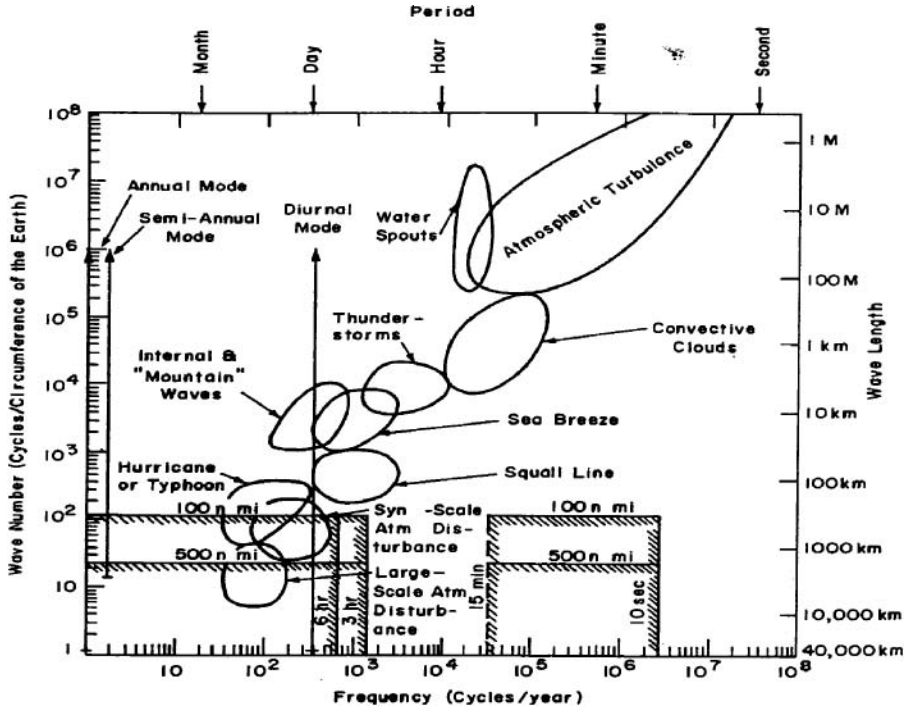 Period
Month
Day
Hour
Minute
Second
10⁸
10⁷
10⁶
10⁵
10⁴
10³
10²
10
1
Wave Number (Cycles/Circumference of the Earth)
Annual Mode
Semi-Annual
Mode
Diurnal
Mode
Water
Spouts
Atmospheric Turbulance
Thunder-
storms
Convective
Clouds
Internal &
"Mountain"
Waves
Sea Breeze
Hurricane
or Typhoon
Squall Line
100 n mi
500 n mi
Syn -Scale
Atm Dis-
turbance
Large-
Scale Atm
Disturb-
ance
6 hr
3 hr
15 min
10 sec
100 n mi
500 n mi
1 M
10 M
100 M
1 km
10 km
100 km
1000 km
10,000 km
40,000 km
Wave Length
10
10²
10³
10⁴
10⁵
10⁶
10⁷
10⁸
Frequency (Cycles/year)